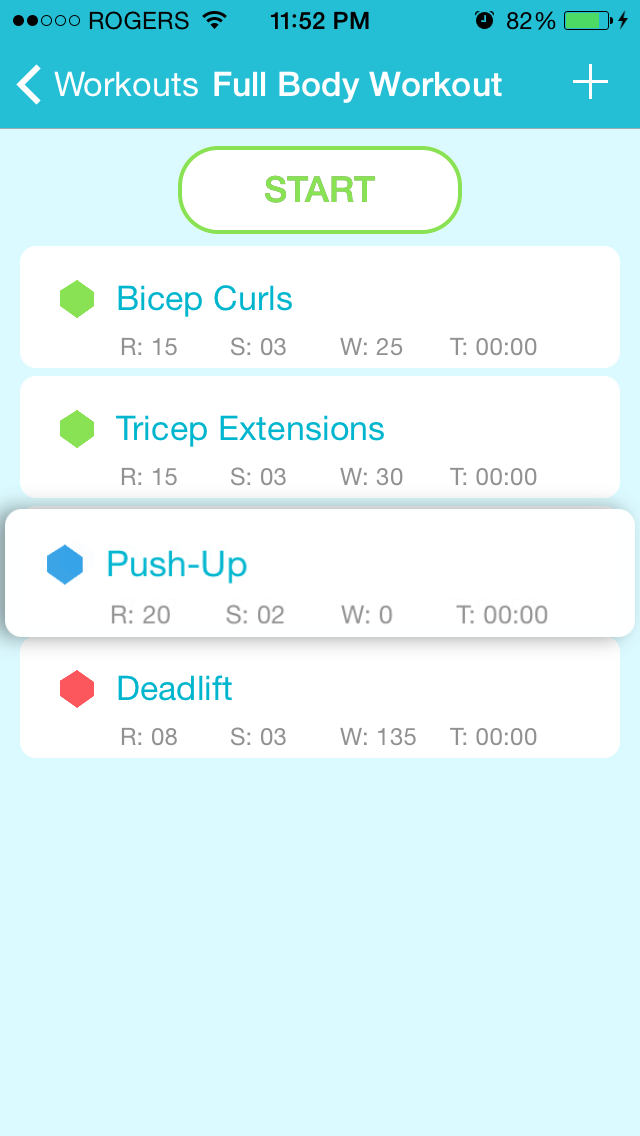 ROGERS 11:52 PM 82%
Workouts Full Body Workout +
START
Bicep Curls
R: 15 S: 03 W: 25 T: 00:00
Tricep Extensions
R: 15 S: 03 W: 30 T: 00:00
Push-Up
R: 20 S: 02 W: 0 T: 00:00
Deadlift
R: 08 S: 03 W: 135 T: 00:00